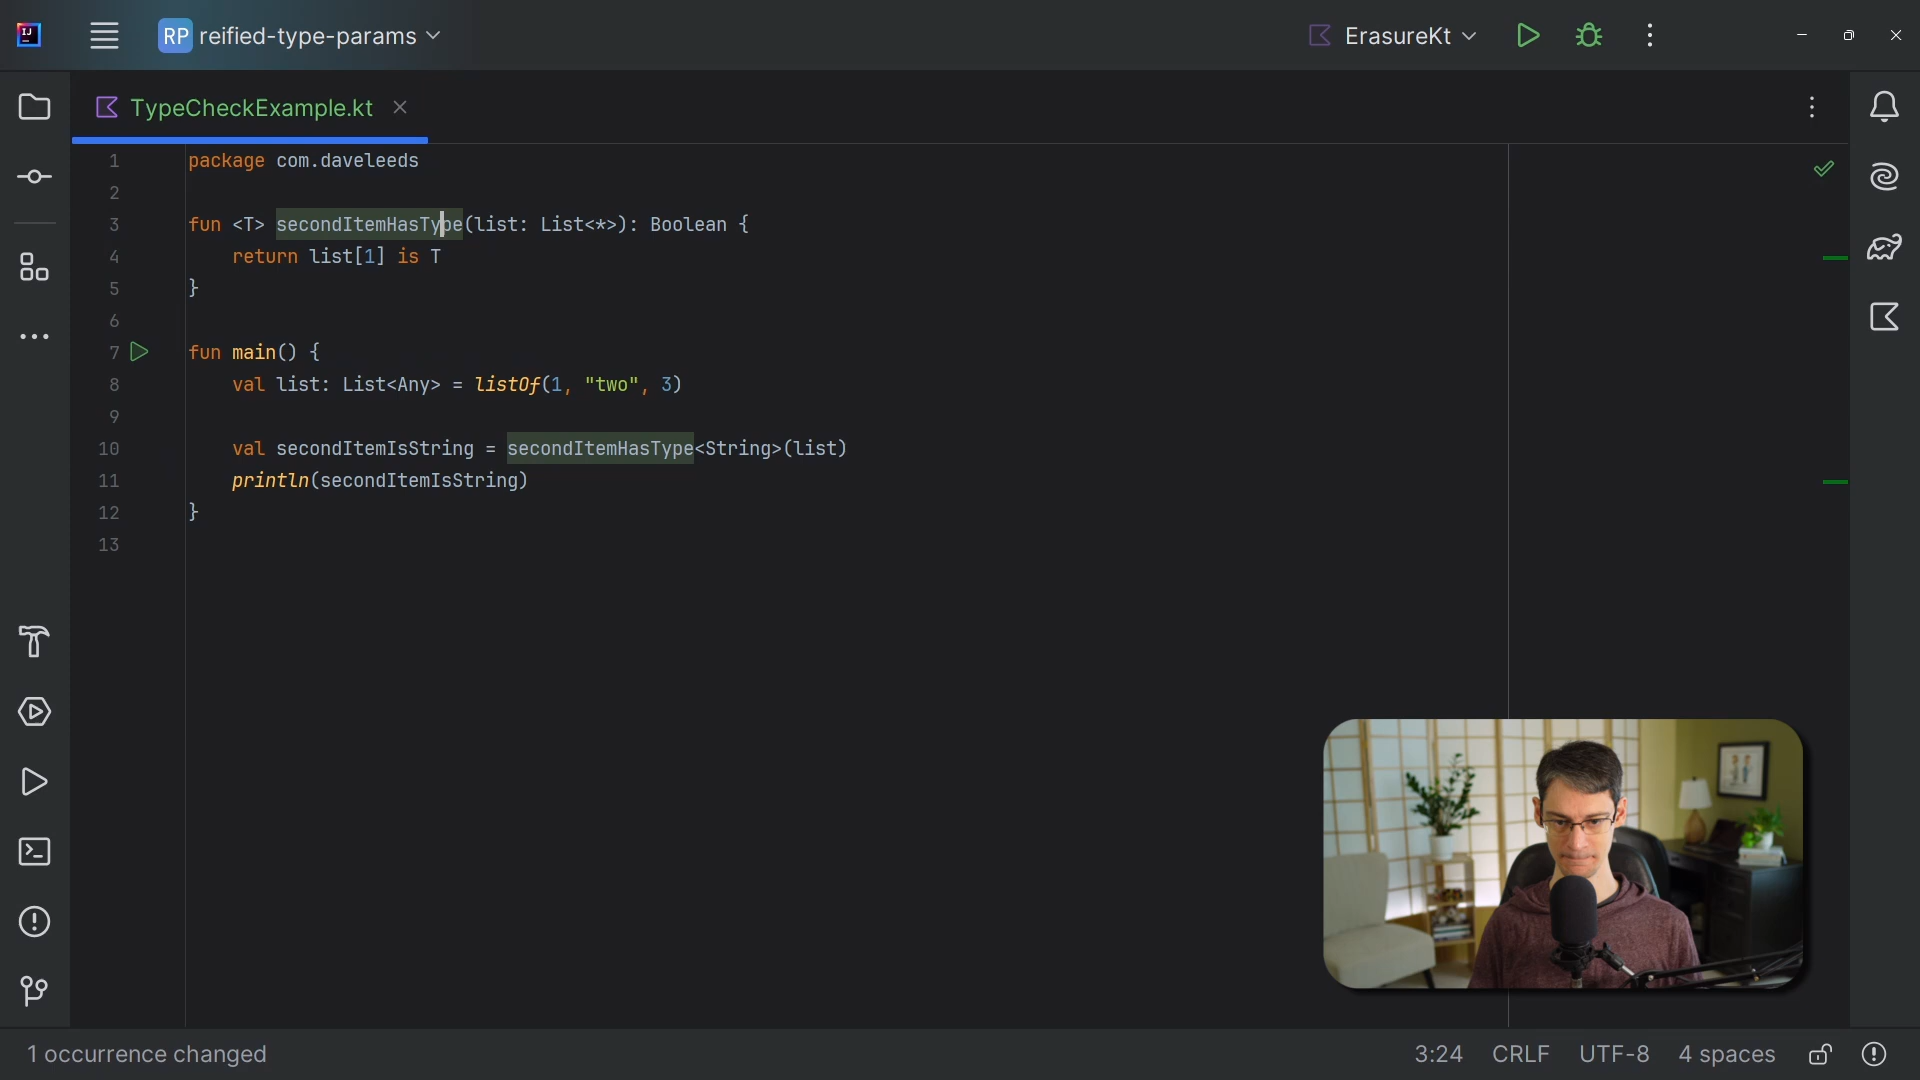 RP reified-type-params
ErasureKt
TypeCheckExample.kt
1 package com.daveleeds
2
3 fun <T> secondItemHasType(list: List<*>): Boolean {
4 return list[1] is T
5 }
6
7 fun main() {
8 val list: List<Any> = listOf(1, "two", 3)
9
10 val secondItemIsString = secondItemHasType<String>(list)
11 println(secondItemIsString)
12 }
13
1 occurrence changed
3:24 CRLF UTF-8 4 spaces